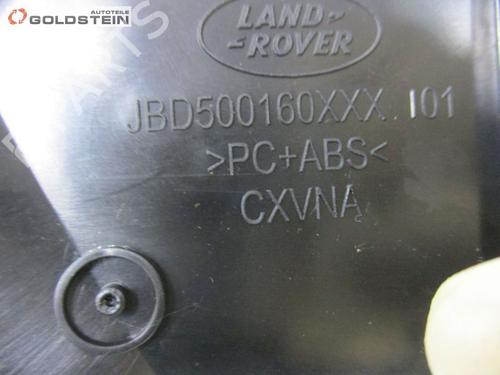 AUTOTEILE
GOLDSTEIN
LAND
ROVER
JBD500160XXX I01
>PC+ABS<
CXVNA